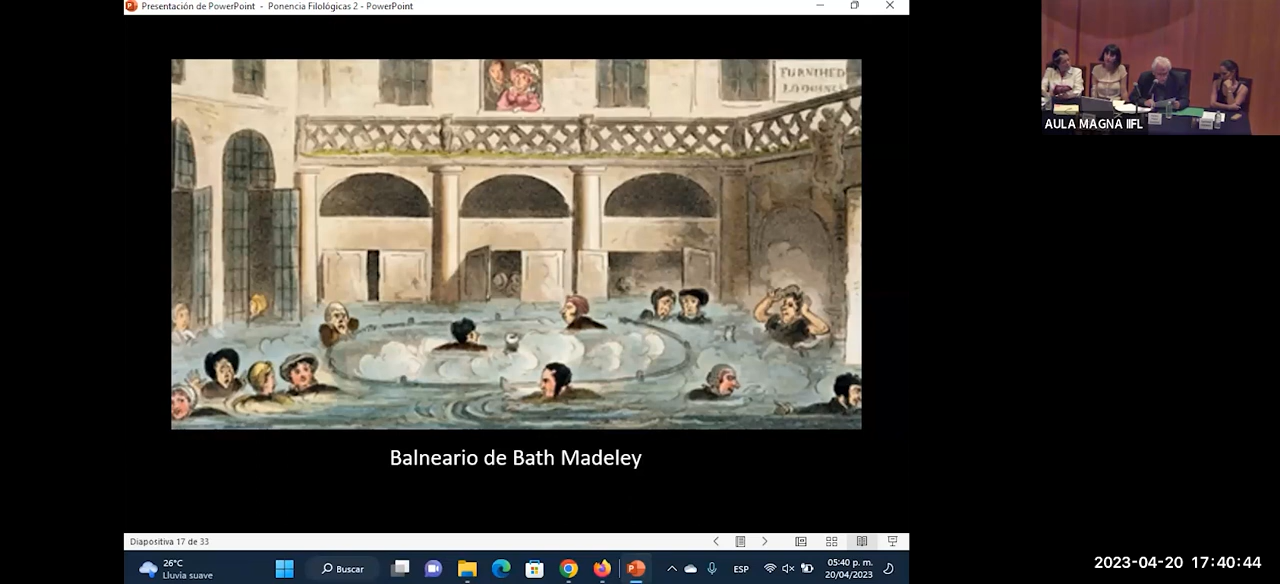 Presentación de PowerPoint - Ponencia Filológicas 2 - PowerPoint
FURNIHED
LODGINGS
AULA MAGNA IIFL
Balneario de Bath Madeley
Diapositiva 17 de 33
26°C
Lluvia suave
Buscar
ESP
05:40 p. m.
20/04/2023
2023-04-20 17:40:44